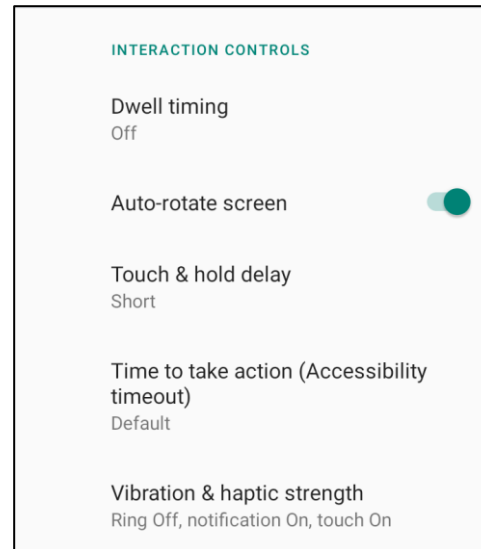 INTERACTION CONTROLS
Dwell timing
Off
Auto-rotate screen
Touch & hold delay
Short
Time to take action (Accessibility
timeout)
Default
Vibration & haptic strength
Ring Off, notification On, touch On